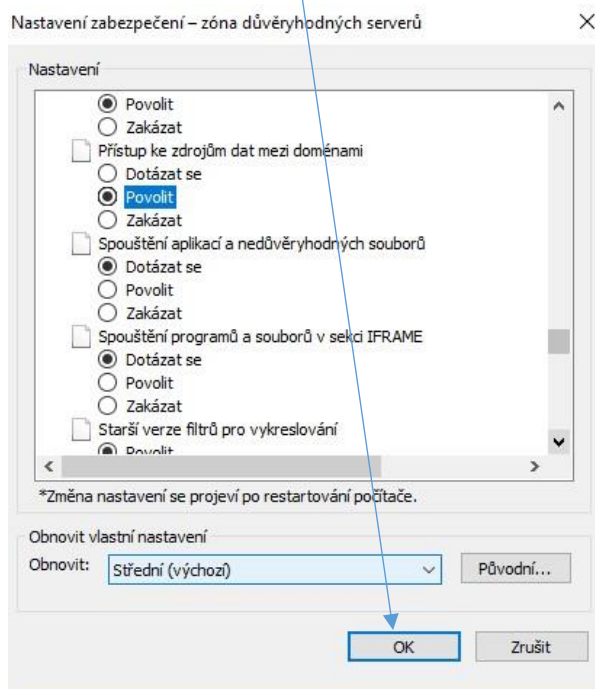 Nastavení zabezpečení – zóna důvěryhodných serverů
Nastavení
Povolit
Zakázat
Přístup ke zdrojům dat mezi doménami
Dotázat se
Povolit
Zakázat
Spouštění aplikací a nedůvěryhodných souborů
Dotázat se
Povolit
Zakázat
Spouštění programů a souborů v sekci IFRAME
Dotázat se
Povolit
Zakázat
Starší verze filtrů pro vykreslování
Povolit
*Změna nastavení se projeví po restartování počítače.
Obnovit vlastní nastavení
Obnovit: Střední (výchozí) Původní...
OK Zrušit